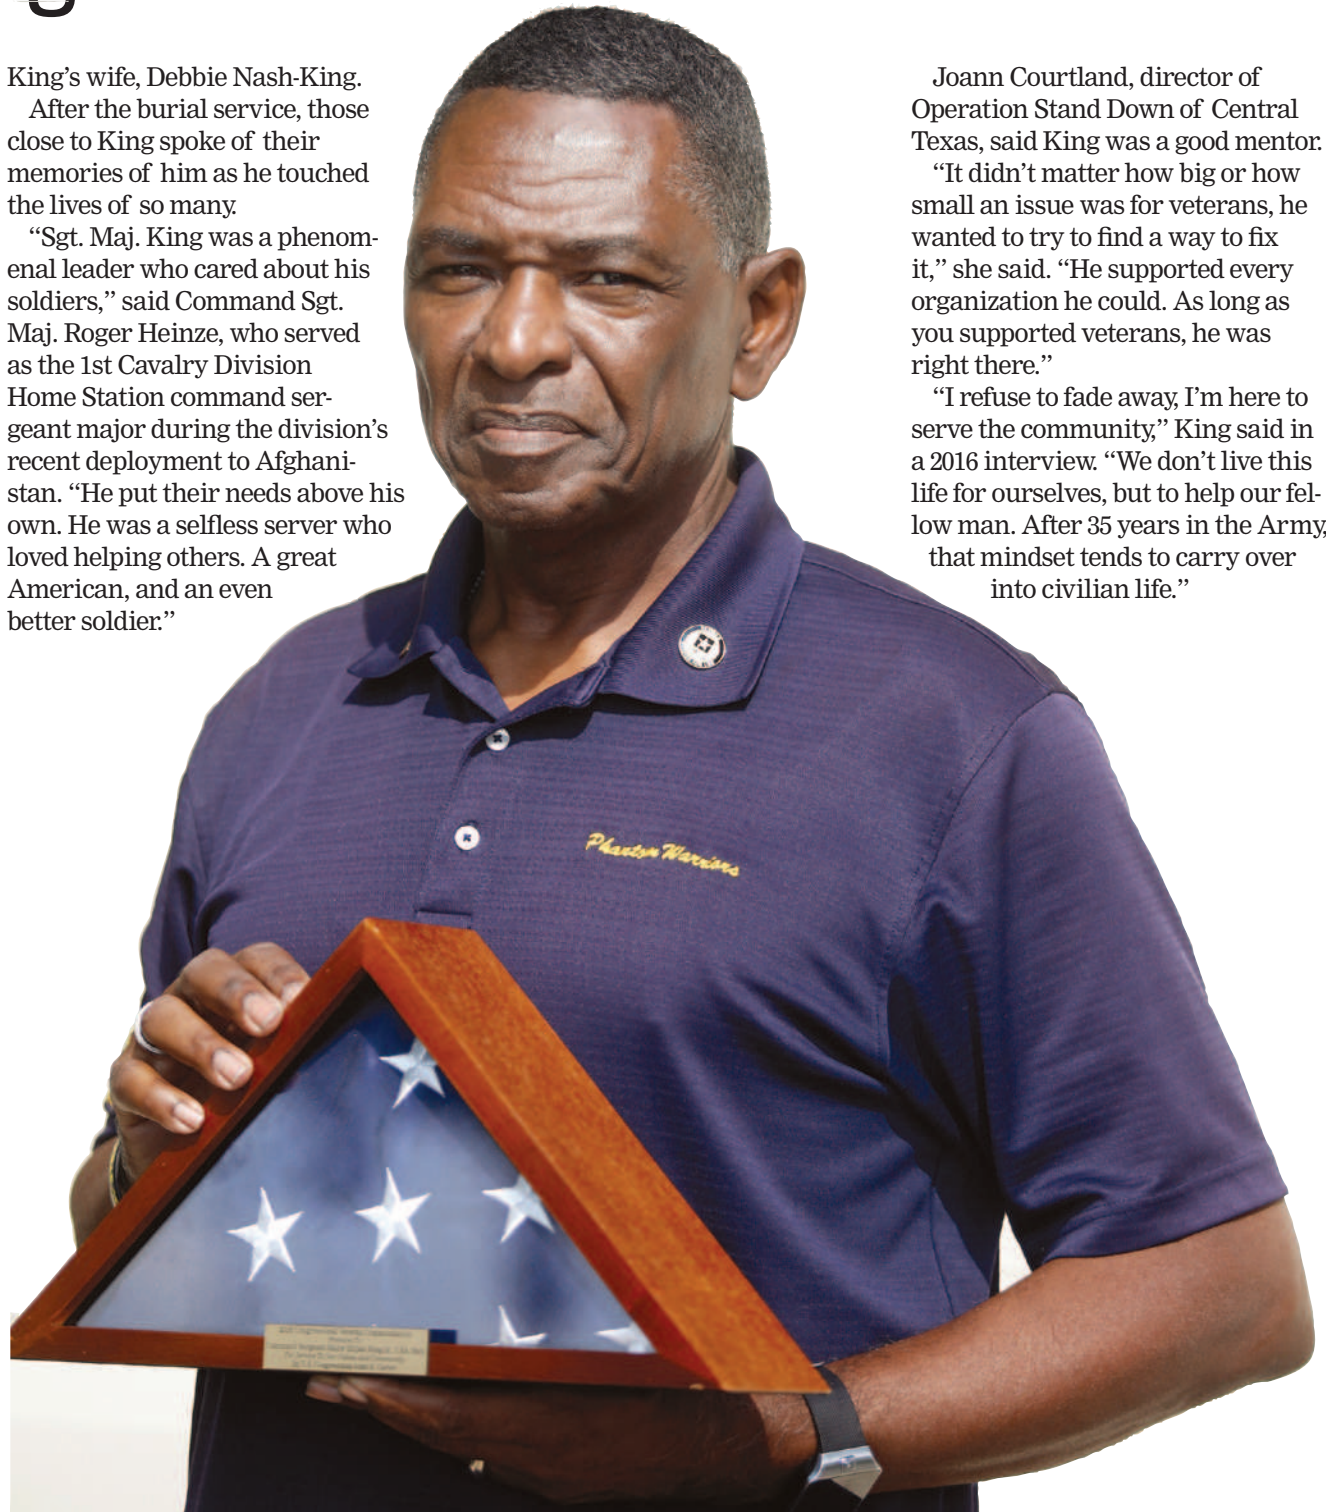 King’s wife, Debbie Nash-King.
After the burial service, those
close to King spoke of their
memories of him as he touched
the lives of so many.
“Sgt. Maj. King was a phenom-
enal leader who cared about his
soldiers,” said Command Sgt.
Maj. Roger Heinze, who served
as the 1st Cavalry Division
Home Station command ser-
geant major during the division’s
recent deployment to Afghani-
stan. “He put their needs above his
own. He was a selfless server who
loved helping others. A great
American, and an even
better soldier.”
Joann Courtland, director of
Operation Stand Down of Central
Texas, said King was a good mentor.
“It didn’t matter how big or how
small an issue was for veterans, he
wanted to try to find a way to fix
it,” she said. “He supported every
organization he could. As long as
you supported veterans, he was
right there.”
“I refuse to fade away, I’m here to
serve the community,” King said in
a 2016 interview. “We don’t live this
life for ourselves, but to help our fel-
low man. After 35 years in the Army,
that mindset tends to carry over
into civilian life.”
Phantom Warriors